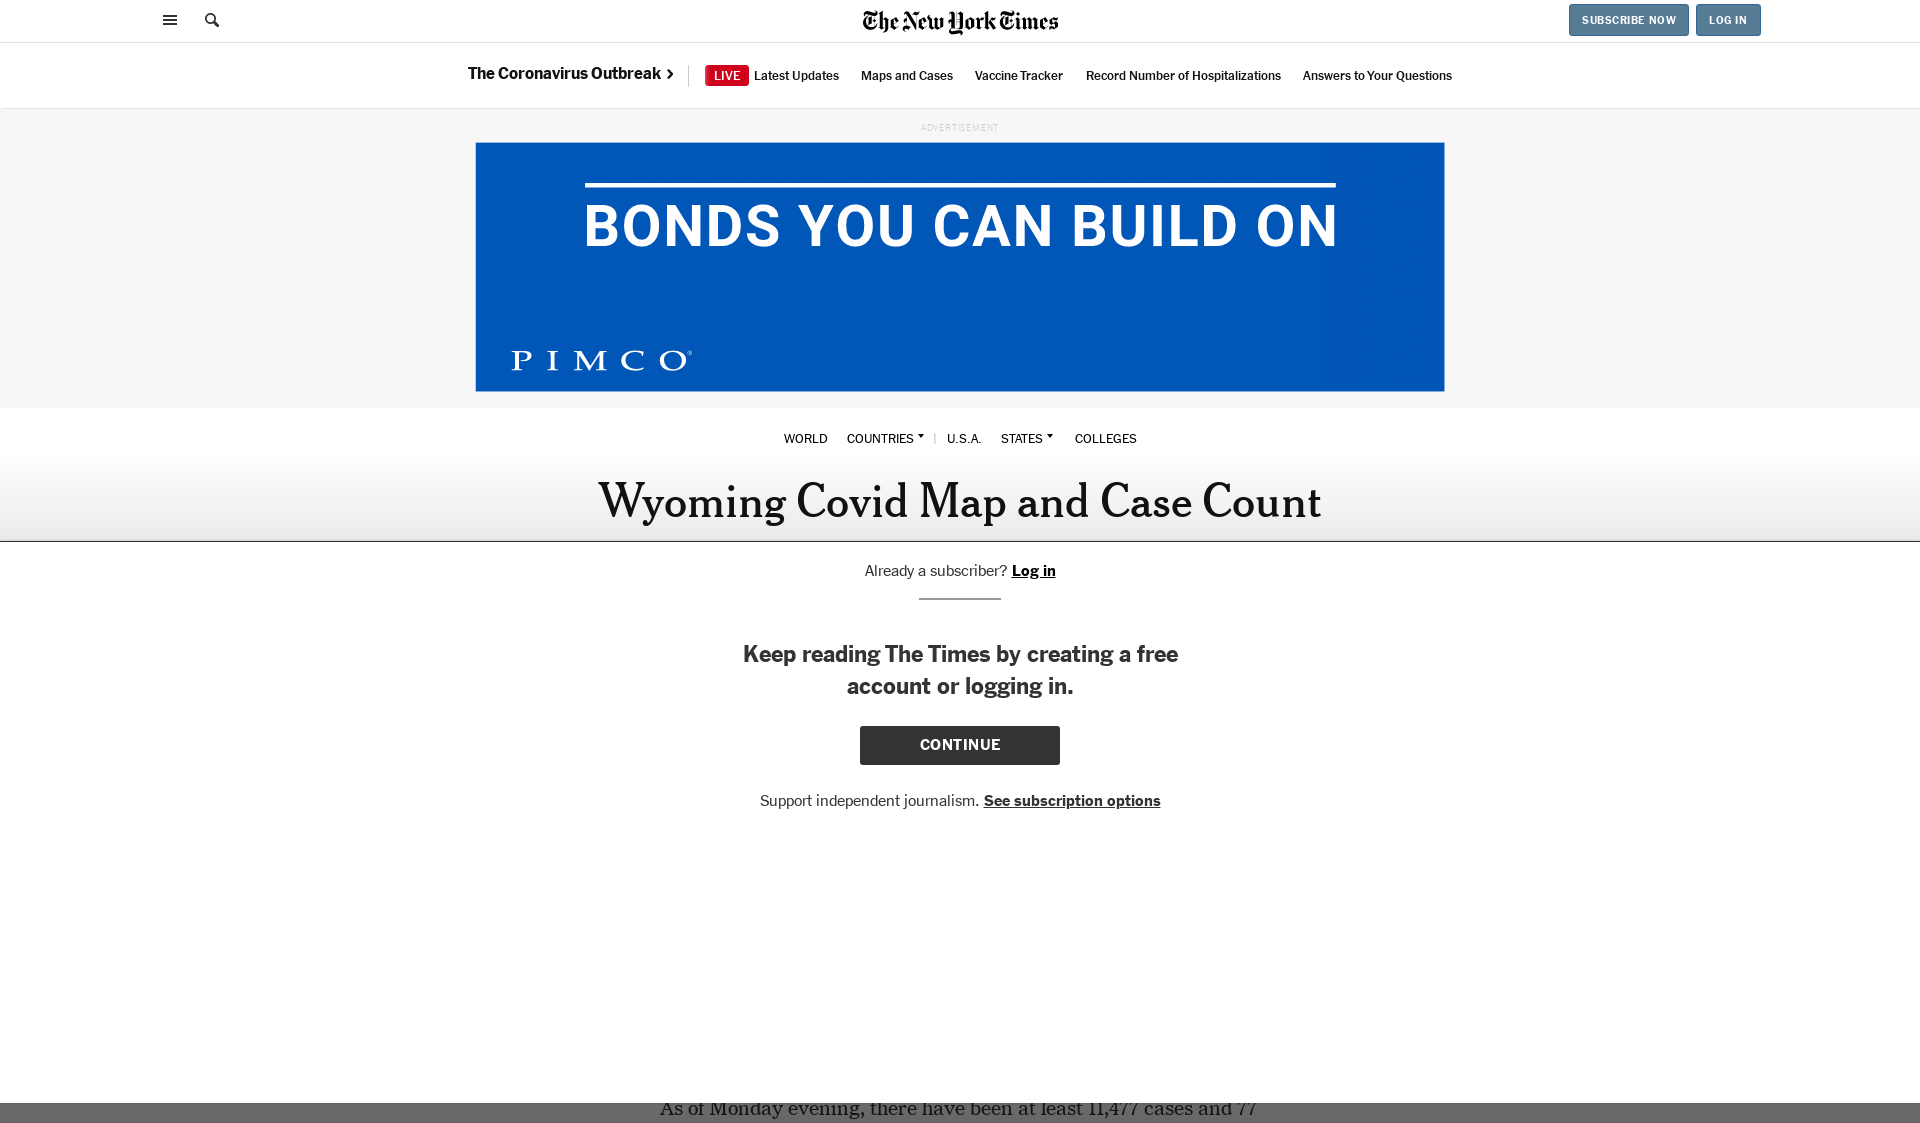 The New York Times
SUBSCRIBE NOW
LOG IN
The Coronavirus Outbreak
LIVE Latest Updates
Maps and Cases
Vaccine Tracker
Record Number of Hospitalizations
Answers to Your Questions
ADVERTISEMENT
BONDS YOU CAN BUILD ON
PIMCO®
WORLD
COUNTRIES
U.S.A.
STATES
COLLEGES
Wyoming Covid Map and Case Count
Already a subscriber? Log in
Keep reading The Times by creating a free
account or logging in.
CONTINUE
Support independent journalism. See subscription options
As of Monday evening, there have been at least 11,477 cases and 77